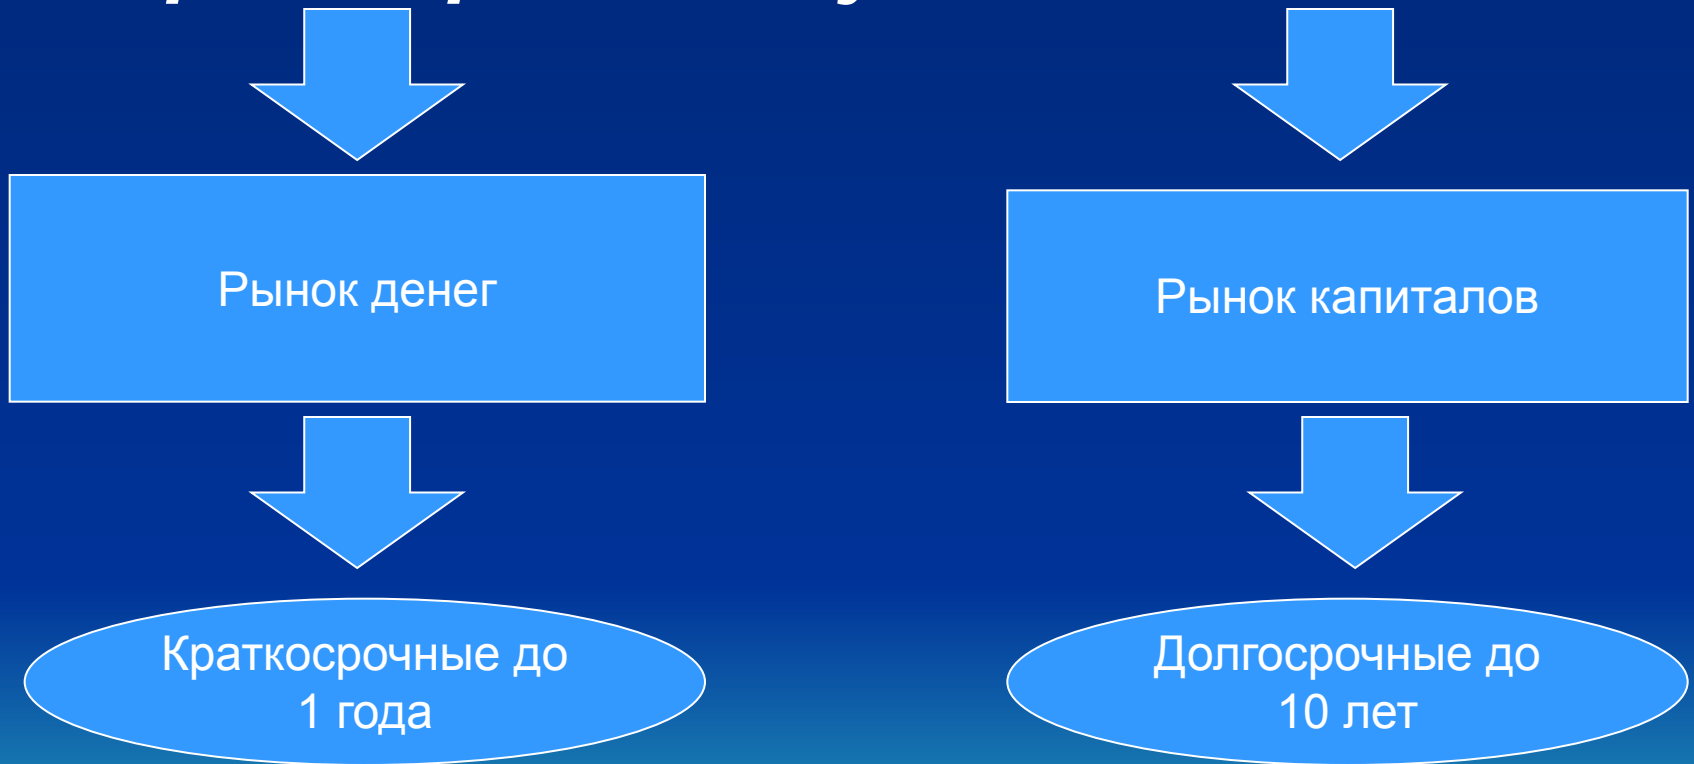 Рынок денег
Рынок капиталов
Краткосрочные до
1 года
Долгосрочные до
10 лет